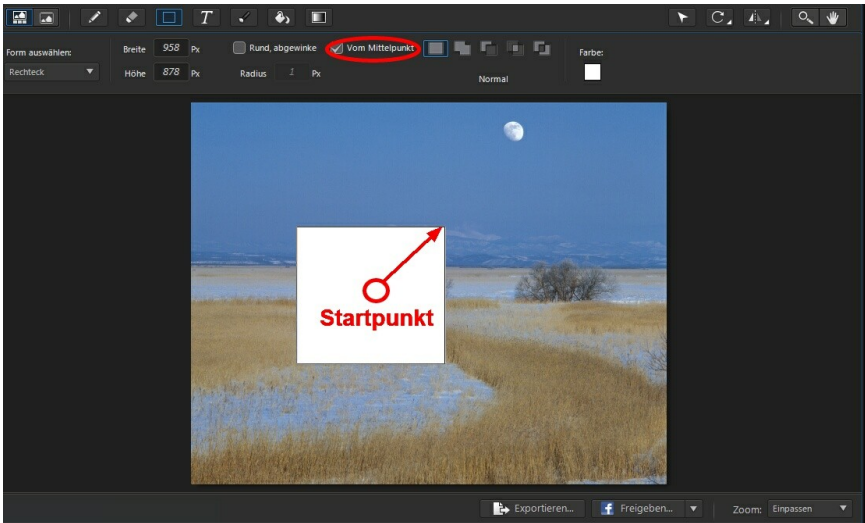 T
Form auswählen:
Breite 958 Px
Rund, abgewinke
Vom Mittelpunkt
Farbe:
Rechteck
Höhe 878 Px
Radius 1 Px
Normal
Startpunkt
Exportieren...
f Freigeben...
Zoom: Einpassen